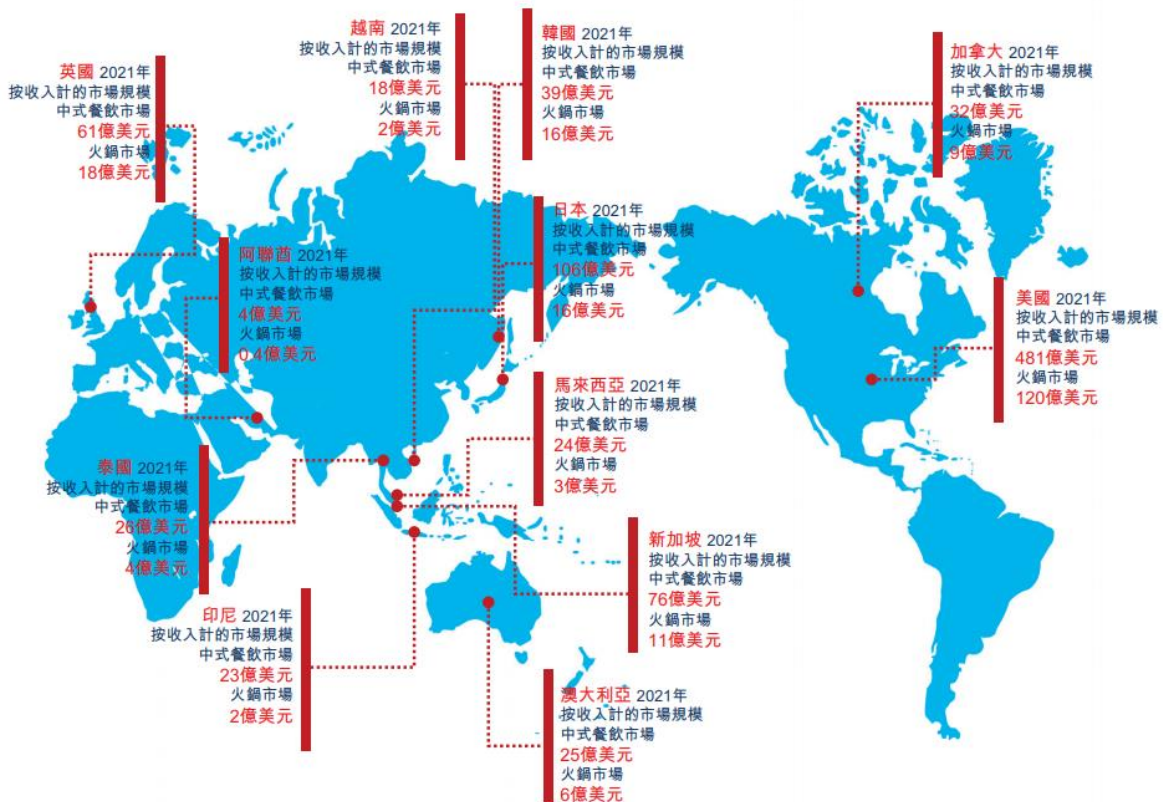 英國 2021年
按收入計的市場規模
中式餐飲市場
61億美元
火鍋市場
18億美元
越南 2021年
按收入計的市場規模
中式餐飲市場
18億美元
火鍋市場
2億美元
韓國 2021年
按收入計的市場規模
中式餐飲市場
39億美元
火鍋市場
16億美元
加拿大 2021年
按收入計的市場規模
中式餐飲市場
32億美元
火鍋市場
9億美元
阿聯酋 2021年
按收入計的市場規模
中式餐飲市場
4億美元
火鍋市場
0.4億美元
日本 2021年
按收入計的市場規模
中式餐飲市場
106億美元
火鍋市場
16億美元
美國 2021年
按收入計的市場規模
中式餐飲市場
481億美元
火鍋市場
120億美元
馬來西亞 2021年
按收入計的市場規模
中式餐飲市場
24億美元
火鍋市場
3億美元
泰國 2021年
按收入計的市場規模
中式餐飲市場
26億美元
火鍋市場
4億美元
新加坡 2021年
按收入計的市場規模
中式餐飲市場
76億美元
火鍋市場
11億美元
印尼 2021年
按收入計的市場規模
中式餐飲市場
23億美元
火鍋市場
2億美元
澳大利亞 2021年
按收入計的市場規模
中式餐飲市場
25億美元
火鍋市場
6億美元